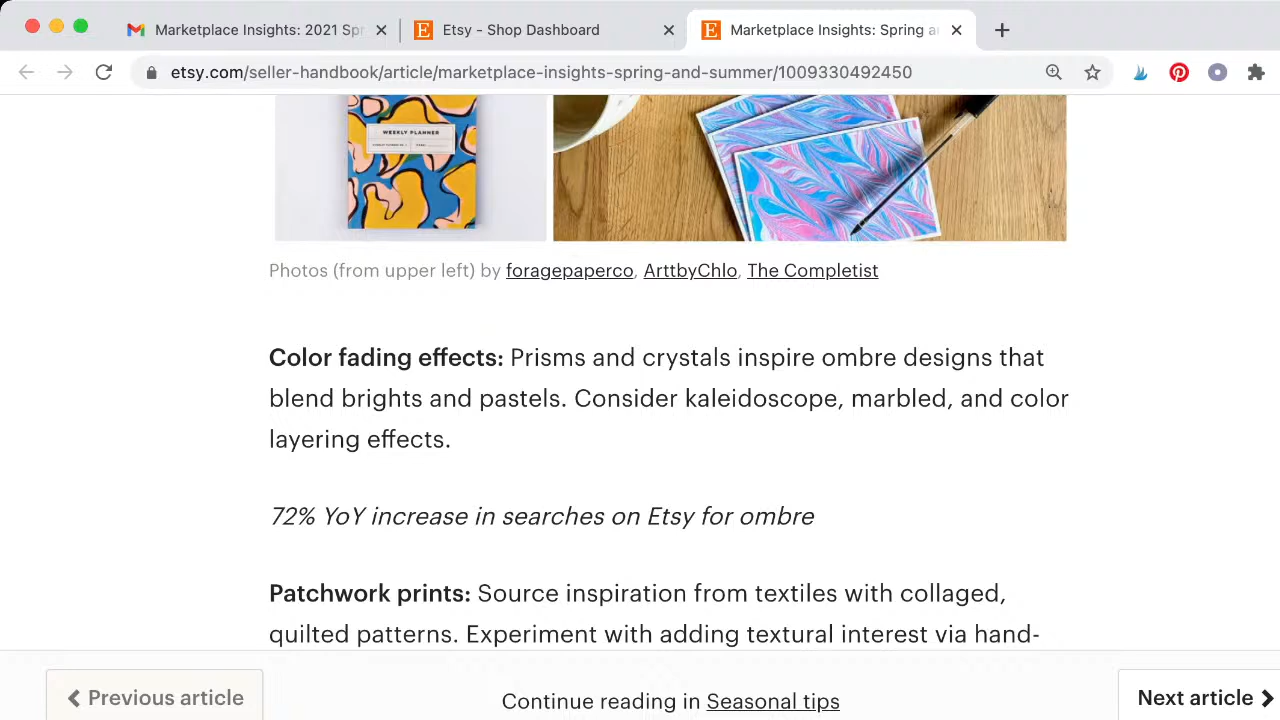 Marketplace Insights: 2021 Spr
Etsy - Shop Dashboard
Marketplace Insights: Spring a
etsy.com/seller-handbook/article/marketplace-insights-spring-and-summer/1009330492450
WEEKLY PLANNER
Photos (from upper left) by foragepaperco, ArttbyChlo, The Completist
Color fading effects: Prisms and crystals inspire ombre designs that
blend brights and pastels. Consider kaleidoscope, marbled, and color
layering effects.
72% YoY increase in searches on Etsy for ombre
Patchwork prints: Source inspiration from textiles with collaged,
quilted patterns. Experiment with adding textural interest via hand-
Previous article
Continue reading in Seasonal tips
Next article